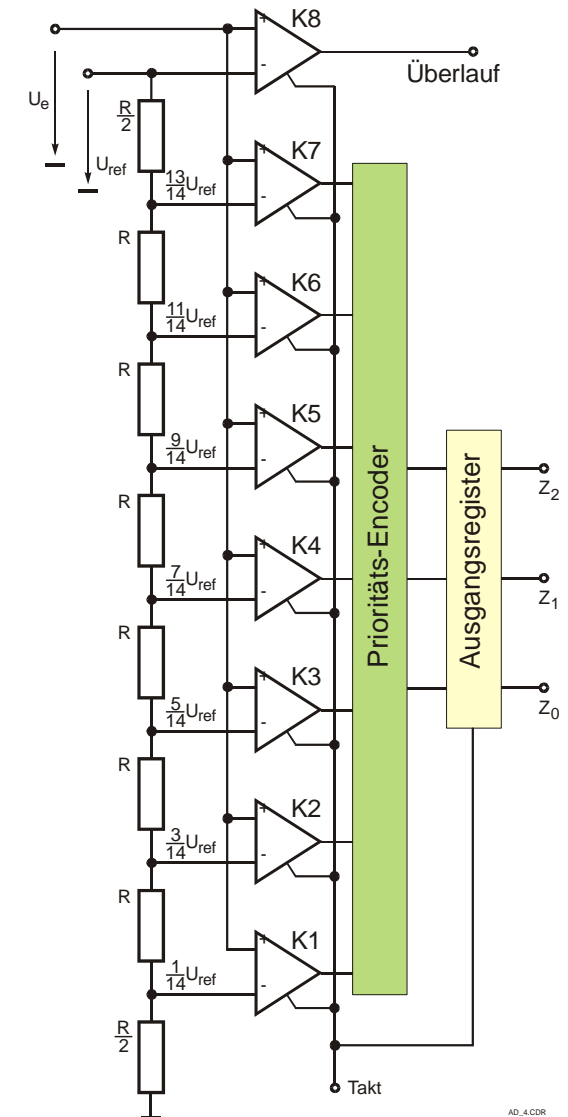 K8
+
-
Überlauf
Ue
R/2
Uref
K7
+
-
13/14 Uref
R
K6
+
-
11/14 Uref
R
K5
+
-
9/14 Uref
R
K4
+
-
7/14 Uref
R
K3
+
-
5/14 Uref
R
K2
+
-
3/14 Uref
R
K1
+
-
1/14 Uref
R/2
Prioritäts-Encoder
Ausgangsregister
Z2
Z1
Z0
Takt
AD_4.CDR